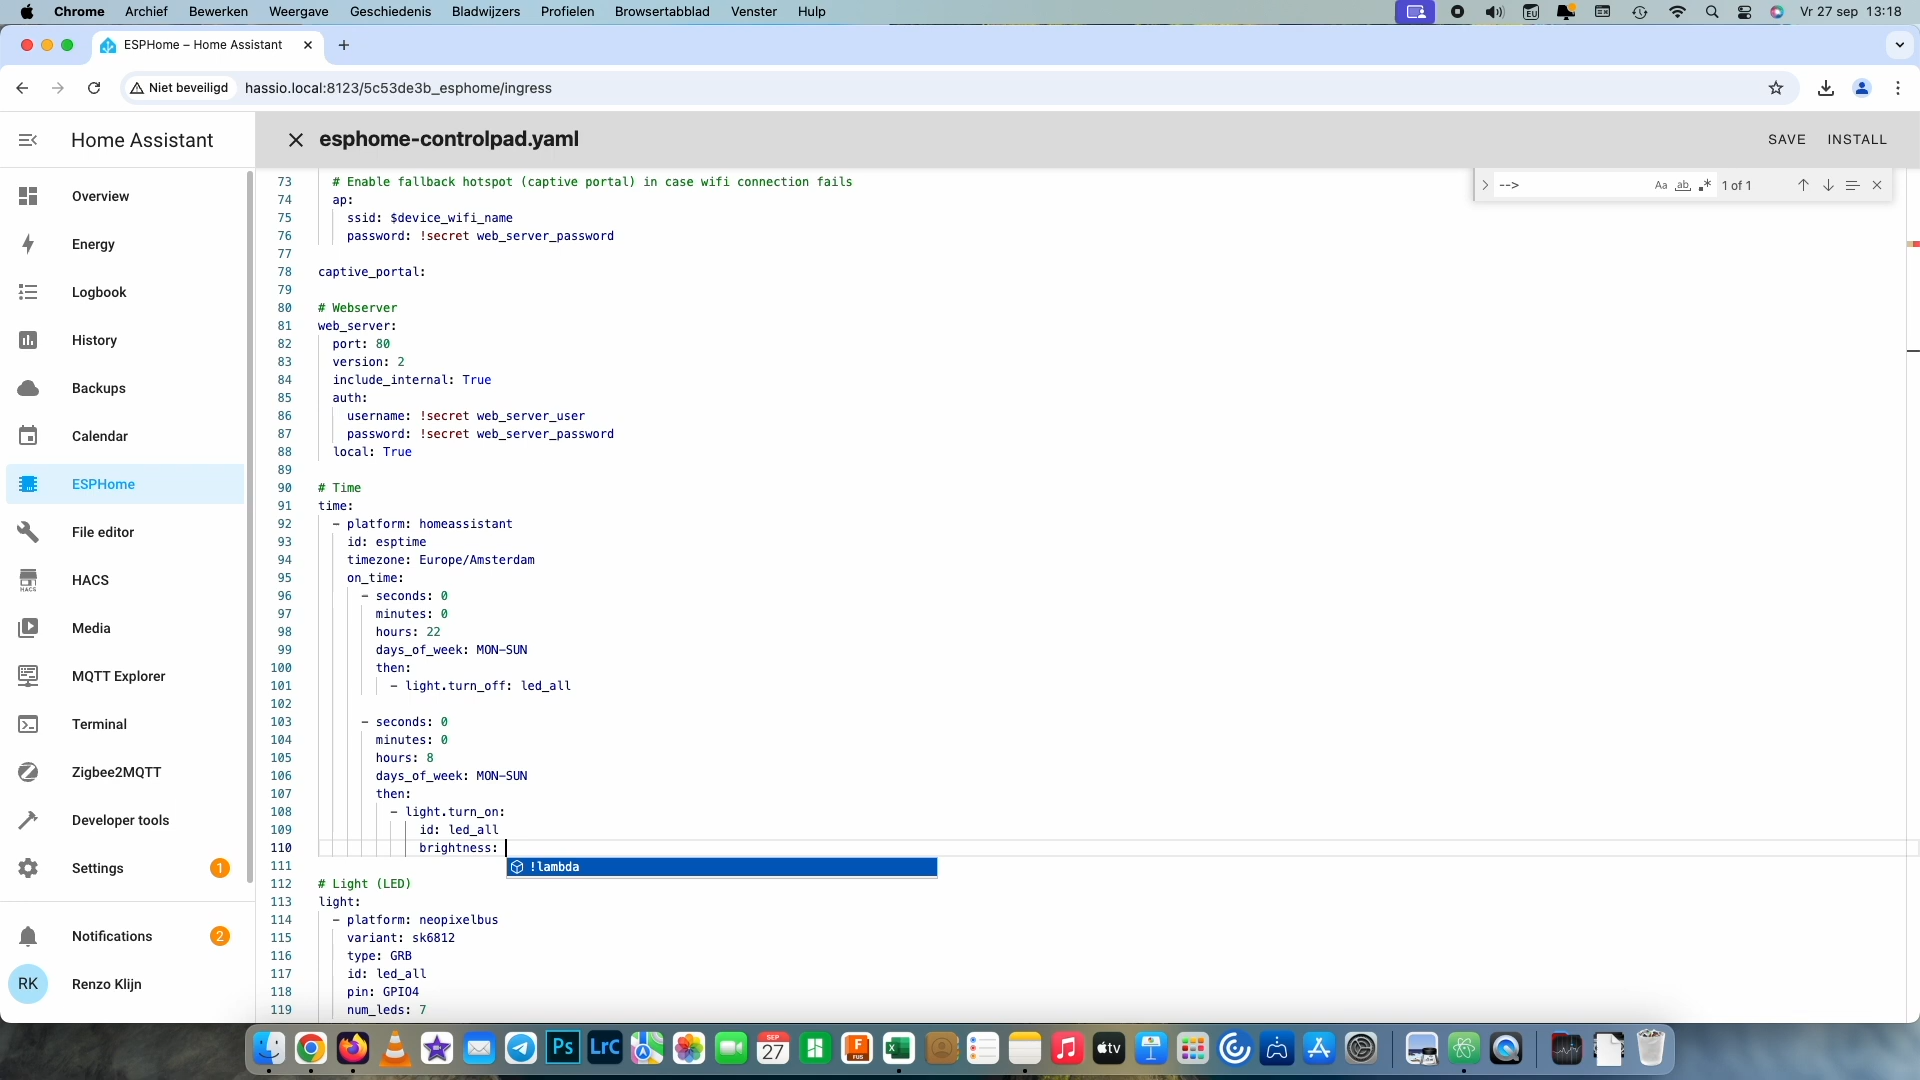 Chrome Archief Bewerken Weergave Geschiedenis Bladwijzers Profielen Browsertabblad Venster Hulp
EU
Vr 27 sep 13:18
ESPHome – Home Assistant
Niet beveiligd
hassio.local:8123/5c53de3b_esphome/ingress
Home Assistant
esphome-controlpad.yaml
SAVE INSTALL
Overview
Energy
Logbook
History
Backups
Calendar
ESPHome
File editor
HACS
HACS
Media
MQTT Explorer
Terminal
Zigbee2MQTT
Developer tools
Settings 1
Notifications 2
RK Renzo Klijn
--> Aa ab .* 1 of 1
73 # Enable fallback hotspot (captive portal) in case wifi connection fails
74 ap:
75 ssid: $device_wifi_name
76 password: !secret web_server_password
77
78 captive_portal:
79
80 # Webserver
81 web_server:
82 port: 80
83 version: 2
84 include_internal: True
85 auth:
86 username: !secret web_server_user
87 password: !secret web_server_password
88 local: True
89
90 # Time
91 time:
92 - platform: homeassistant
93 id: esptime
94 timezone: Europe/Amsterdam
95 on_time:
96 - seconds: 0
97 minutes: 0
98 hours: 22
99 days_of_week: MON-SUN
100 then:
101 - light.turn_off: led_all
102
103 - seconds: 0
104 minutes: 0
105 hours: 8
106 days_of_week: MON-SUN
107 then:
108 - light.turn_on:
109 id: led_all
110 brightness:
111 !lambda
112 # Light (LED)
113 light:
114 - platform: neopixelbus
115 variant: sk6812
116 type: GRB
117 id: led_all
118 pin: GPIO4
119 num_leds: 7
Ps LrC SEP 27 F FUS X tv